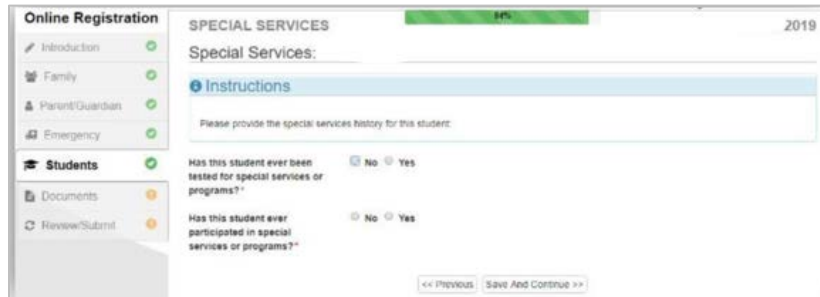 Online Registration
Introduction
Family
Parent/Guardian
Emergency
Students
Documents
Review/Submit
SPECIAL SERVICES
2019
Special Services:
Instructions
Please provide the special services history for this student:
Has this student ever been
tested for special services or
programs?*
No Yes
Has this student ever
participated in special
services or programs?*
No Yes
<< Previous Save And Continue >>